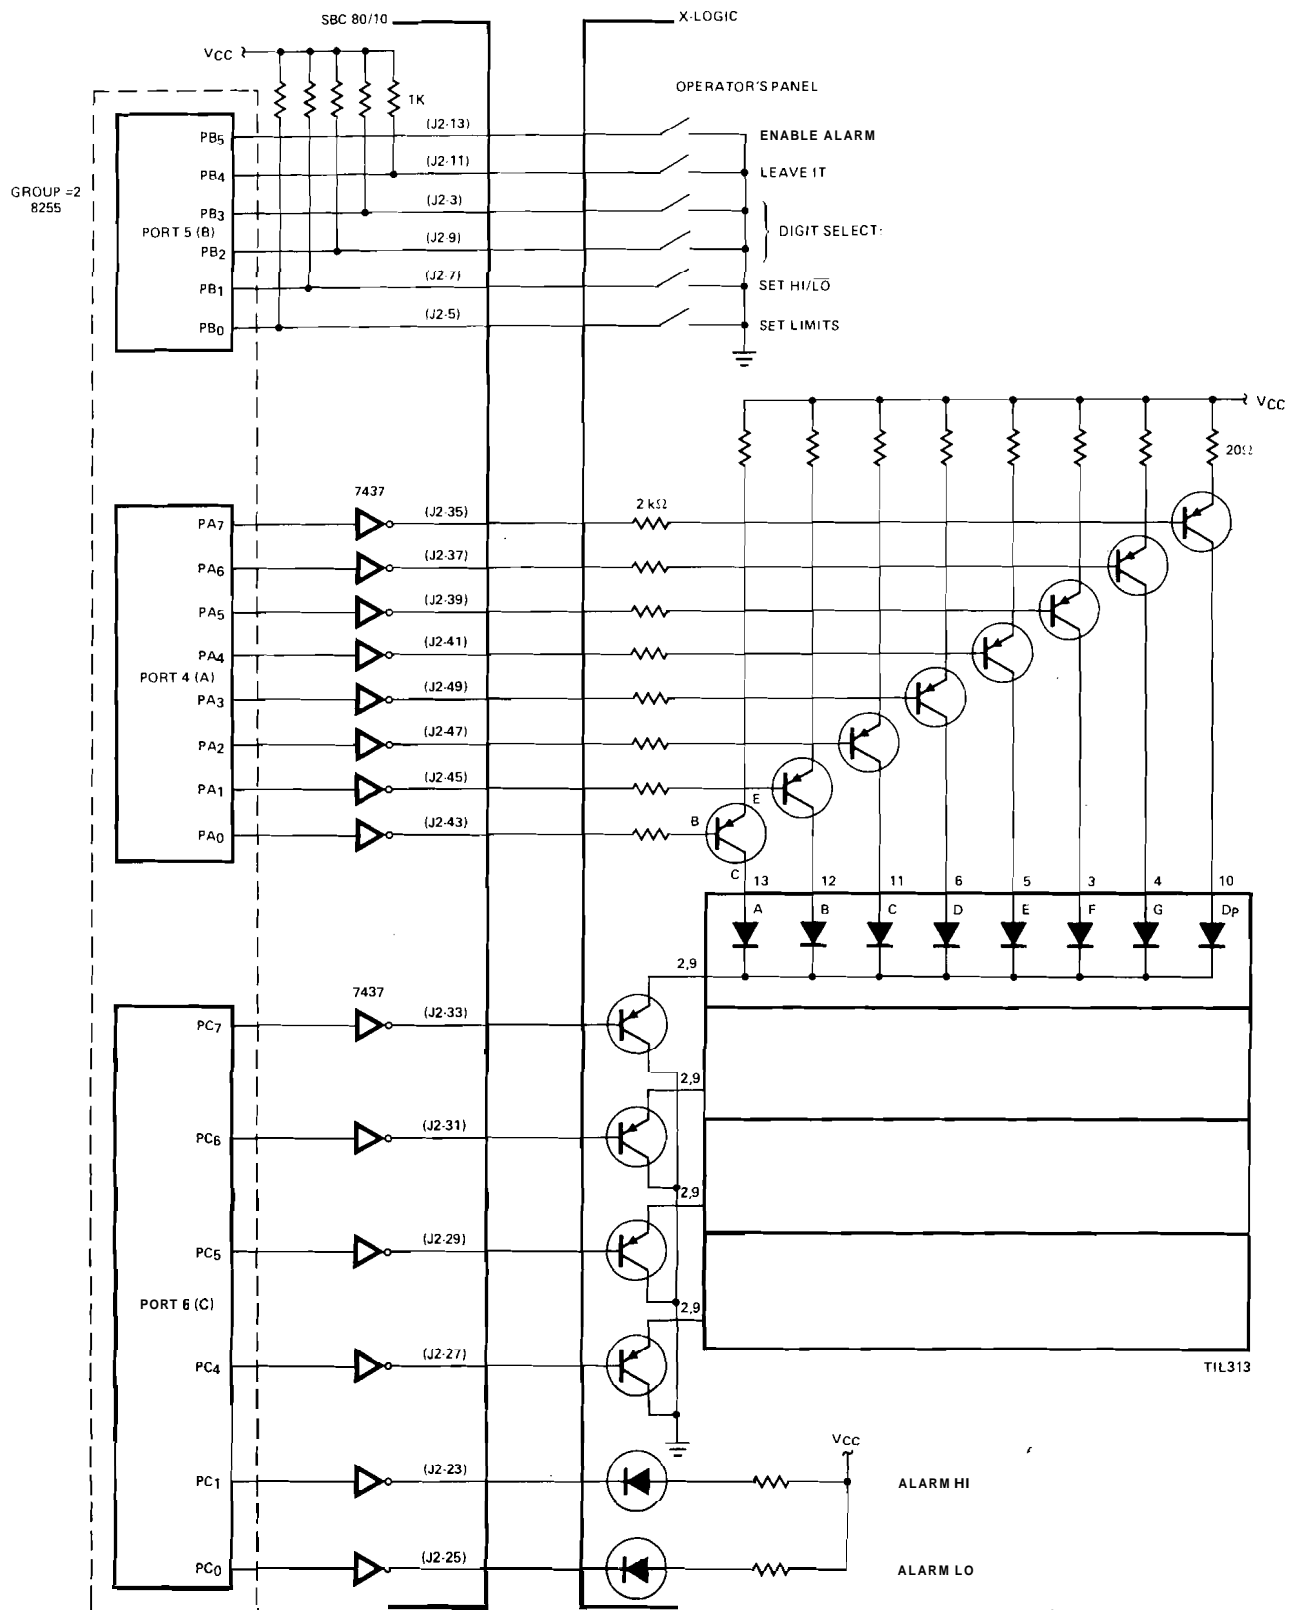 SBC 80/10
X-LOGIC
VCC
OPERATOR'S PANEL
1K
PB5
(J2-13)
ENABLE ALARM
PB4
(J2-11)
LEAVE IT
GROUP =2
8255
PB3
(J2-3)
PORT 5 (B)
DIGIT SELECT:
PB2
(J2-9)
PB1
(J2-7)
SET HI/L̅O̅
PB0
(J2-5)
SET LIMITS
VCC
20Ω
7437
PA7
(J2-35)
2 kΩ
PA6
(J2-37)
PA5
(J2-39)
PA4
(J2-41)
PORT 4 (A)
PA3
(J2-49)
PA2
(J2-47)
PA1
(J2-45)
E
PA0
(J2-43)
B
C
13 12 11 6 5 3 4 10
A B C D E F G DP
2,9
7437
PC7
(J2-33)
2,9
PC6
(J2-31)
2,9
PC5
(J2-29)
PORT 6 (C)
2,9
PC4
(J2-27)
TIL313
VCC
PC1
(J2-23)
ALARM HI
PC0
(J2-25)
ALARM LO